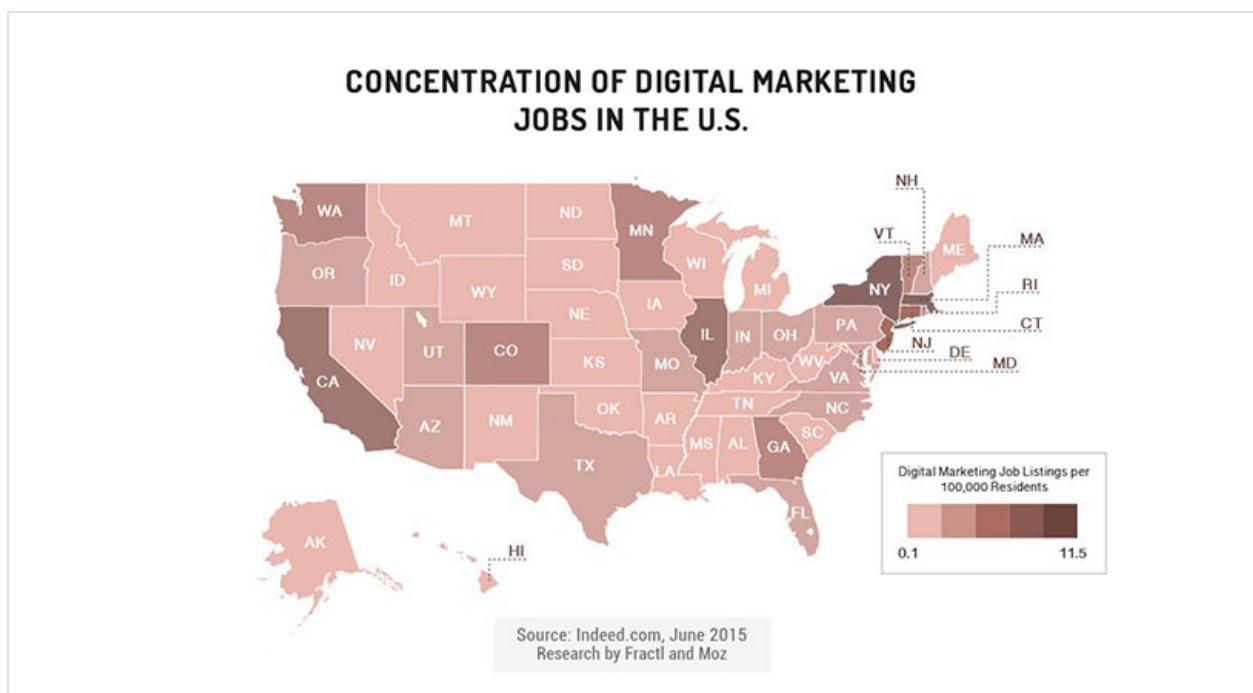 CONCENTRATION OF DIGITAL MARKETING
JOBS IN THE U.S.
NH
WA
MT
ND
MN
VT
ME
MA
OR
ID
SD
WI
MI
NY
RI
WY
IA
NE
PA
CT
NV
UT
CO
IL
IN
OH
NJ
DE
CA
KS
MO
WV
VA
MD
KY
AZ
NM
OK
AR
TN
NC
SC
TX
MS
AL
GA
LA
FL
Digital Marketing Job Listings per
100,000 Residents
0.1
11.5
AK
HI
Source: Indeed.com, June 2015
Research by Fractl and Moz